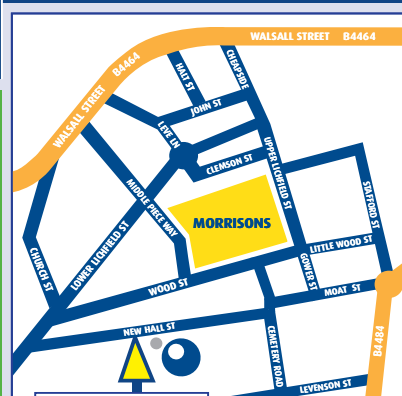 WALSALL STREET B4464
WALSALL STREET B4464
HALT ST
CHEAPSIDE
JOHN ST
LEVE LN
CLEMSON ST
UPPER LICHFIELD ST
MIDDLE PIECE WAY
STAFFORD ST
MORRISONS
LITTLE WOOD ST
LOWER LICHFIELD ST
CHURCH ST
GOWER ST
WOOD ST
MOAT ST
NEW HALL ST
CEMETERY ROAD
B4484
LEVENSON ST